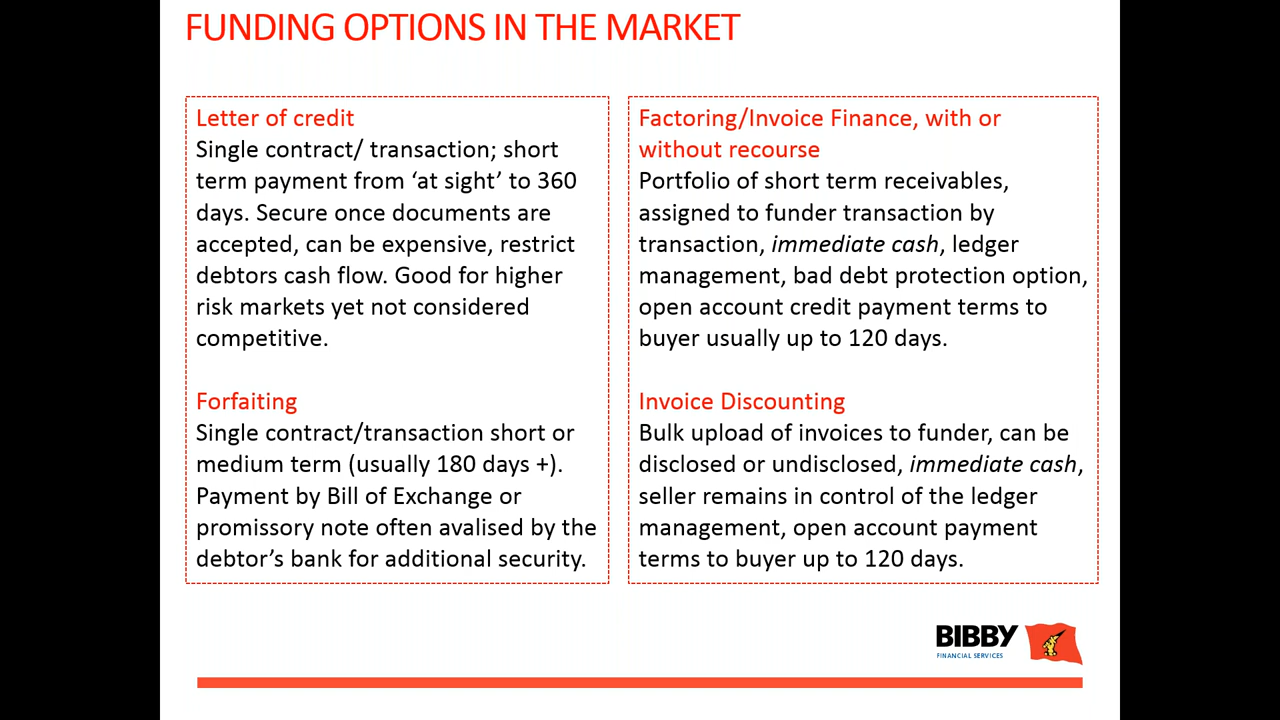 FUNDING OPTIONS IN THE MARKET
Letter of credit
Single contract/ transaction; short
term payment from ‘at sight’ to 360
days. Secure once documents are
accepted, can be expensive, restrict
debtors cash flow. Good for higher
risk markets yet not considered
competitive.
Forfaiting
Single contract/transaction short or
medium term (usually 180 days +).
Payment by Bill of Exchange or
promissory note often avalised by the
debtor’s bank for additional security.
Factoring/Invoice Finance, with or
without recourse
Portfolio of short term receivables,
assigned to funder transaction by
transaction, immediate cash, ledger
management, bad debt protection option,
open account credit payment terms to
buyer usually up to 120 days.
Invoice Discounting
Bulk upload of invoices to funder, can be
disclosed or undisclosed, immediate cash,
seller remains in control of the ledger
management, open account payment
terms to buyer up to 120 days.
BIBBY
FINANCIAL SERVICES